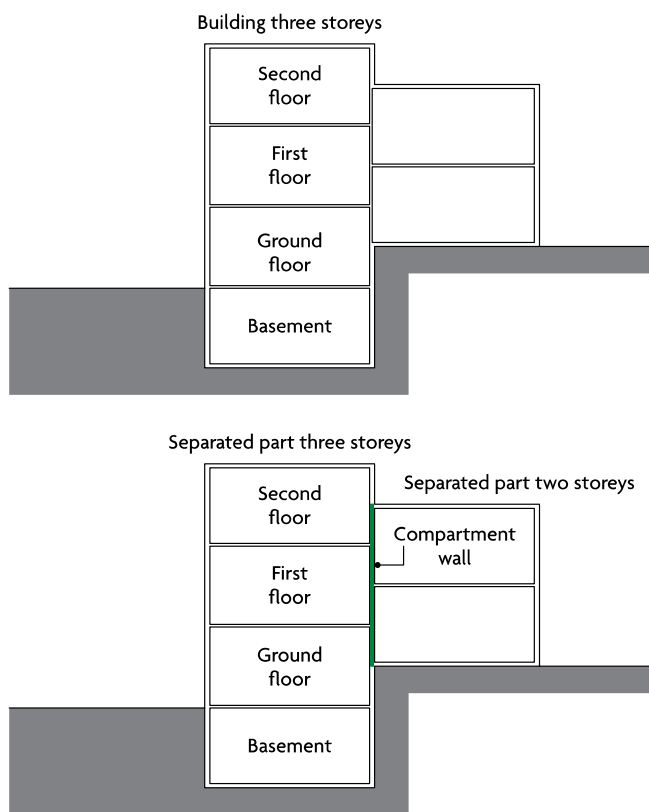 Building three storeys
Second
floor
First
floor
Ground
floor
Basement
Separated part three storeys
Separated part two storeys
Second
floor
Compartment
wall
First
floor
Ground
floor
Basement